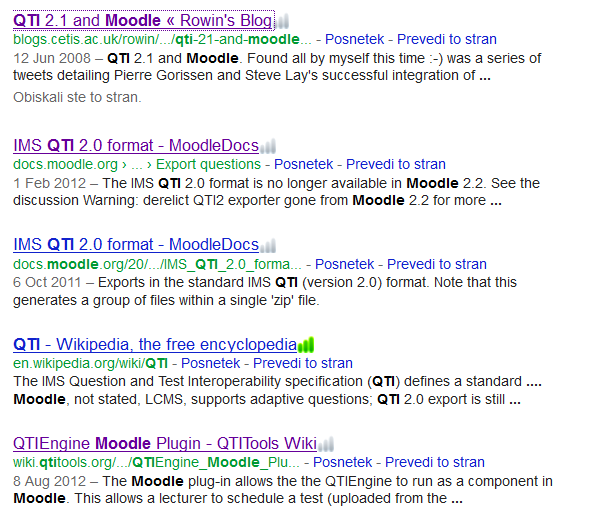 QTI 2.1 and Moodle « Rowin's Blog
blogs.cetis.ac.uk/rowin/.../qti-21-and-moodle... - Posnetek - Prevedi to stran
12 Jun 2008 – QTI 2.1 and Moodle. Found all by myself this time :-) was a series of
tweets detailing Pierre Gorissen and Steve Lay's successful integration of ...
Obiskali ste to stran.
IMS QTI 2.0 format - MoodleDocs
docs.moodle.org › ... › Export questions - Posnetek - Prevedi to stran
1 Feb 2012 – The IMS QTI 2.0 format is no longer available in Moodle 2.2. See the
discussion Warning: derelict QTI2 exporter gone from Moodle 2.2 for more ...
IMS QTI 2.0 format - MoodleDocs
docs.moodle.org/20/.../IMS_QTI_2.0_forma... - Posnetek - Prevedi to stran
6 Oct 2011 – Exports in the standard IMS QTI (version 2.0) format. Note that this
generates a group of files within a single 'zip' file.
QTI - Wikipedia, the free encyclopedia
en.wikipedia.org/wiki/QTI - Posnetek - Prevedi to stran
The IMS Question and Test Interoperability specification (QTI) defines a standard ....
Moodle, not stated, LCMS, supports adaptive questions; QTI 2.0 export is still ...
QTIEngine Moodle Plugin - QTITools Wiki
wiki.qtitools.org/.../QTIEngine_Moodle_Plu... - Posnetek - Prevedi to stran
8 Aug 2012 – The Moodle plug-in allows the the QTIEngine to run as a component in
Moodle. This allows a lecturer to schedule a test (uploaded from the ...